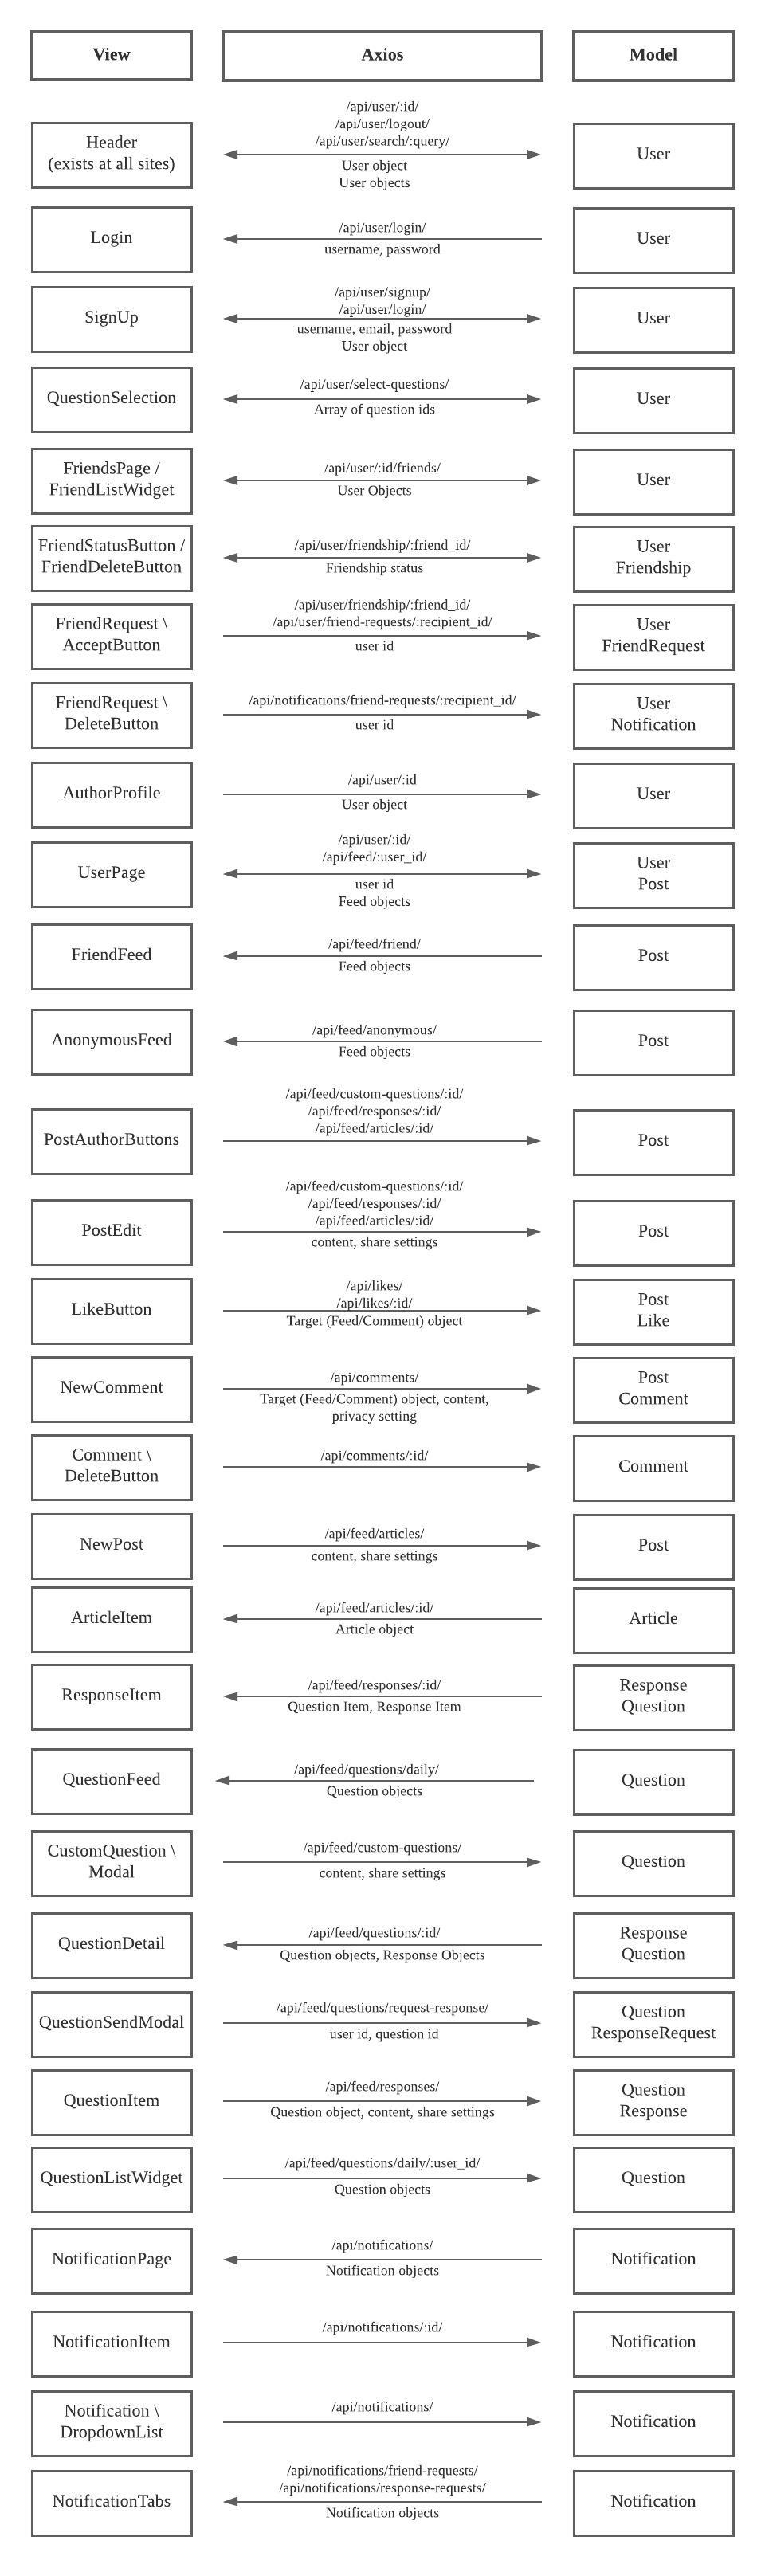 View
Axios
Model
Header
(exists at all sites)
/api/user/:id/
/api/user/logout/
/api/user/search/:query/
User object
User objects
User
Login
/api/user/login/
username, password
User
SignUp
/api/user/signup/
/api/user/login/
username, email, password
User object
User
QuestionSelection
/api/user/select-questions/
Array of question ids
User
FriendsPage /
FriendListWidget
/api/user/:id/friends/
User Objects
User
FriendStatusButton /
FriendDeleteButton
/api/user/friendship/:friend_id/
Friendship status
User
Friendship
FriendRequest \
AcceptButton
/api/user/friendship/:friend_id/
/api/user/friend-requests/:recipient_id/
user id
User
FriendRequest
FriendRequest \
DeleteButton
/api/notifications/friend-requests/:recipient_id/
user id
User
Notification
AuthorProfile
/api/user/:id
User object
User
UserPage
/api/user/:id/
/api/feed/:user_id/
user id
Feed objects
User
Post
FriendFeed
/api/feed/friend/
Feed objects
Post
AnonymousFeed
/api/feed/anonymous/
Feed objects
Post
PostAuthorButtons
/api/feed/custom-questions/:id/
/api/feed/responses/:id/
/api/feed/articles/:id/
Post
PostEdit
/api/feed/custom-questions/:id/
/api/feed/responses/:id/
/api/feed/articles/:id/
content, share settings
Post
LikeButton
/api/likes/
/api/likes/:id/
Target (Feed/Comment) object
Post
Like
NewComment
/api/comments/
Target (Feed/Comment) object, content,
privacy setting
Post
Comment
Comment \
DeleteButton
/api/comments/:id/
Comment
NewPost
/api/feed/articles/
content, share settings
Post
ArticleItem
/api/feed/articles/:id/
Article object
Article
ResponseItem
/api/feed/responses/:id/
Question Item, Response Item
Response
Question
QuestionFeed
/api/feed/questions/daily/
Question objects
Question
CustomQuestion \
Modal
/api/feed/custom-questions/
content, share settings
Question
QuestionDetail
/api/feed/questions/:id/
Question objects, Response Objects
Response
Question
QuestionSendModal
/api/feed/questions/request-response/
user id, question id
Question
ResponseRequest
QuestionItem
/api/feed/responses/
Question object, content, share settings
Question
Response
QuestionListWidget
/api/feed/questions/daily/:user_id/
Question objects
Question
NotificationPage
/api/notifications/
Notification objects
Notification
NotificationItem
/api/notifications/:id/
Notification
Notification \
DropdownList
/api/notifications/
Notification
NotificationTabs
/api/notifications/friend-requests/
/api/notifications/response-requests/
Notification objects
Notification